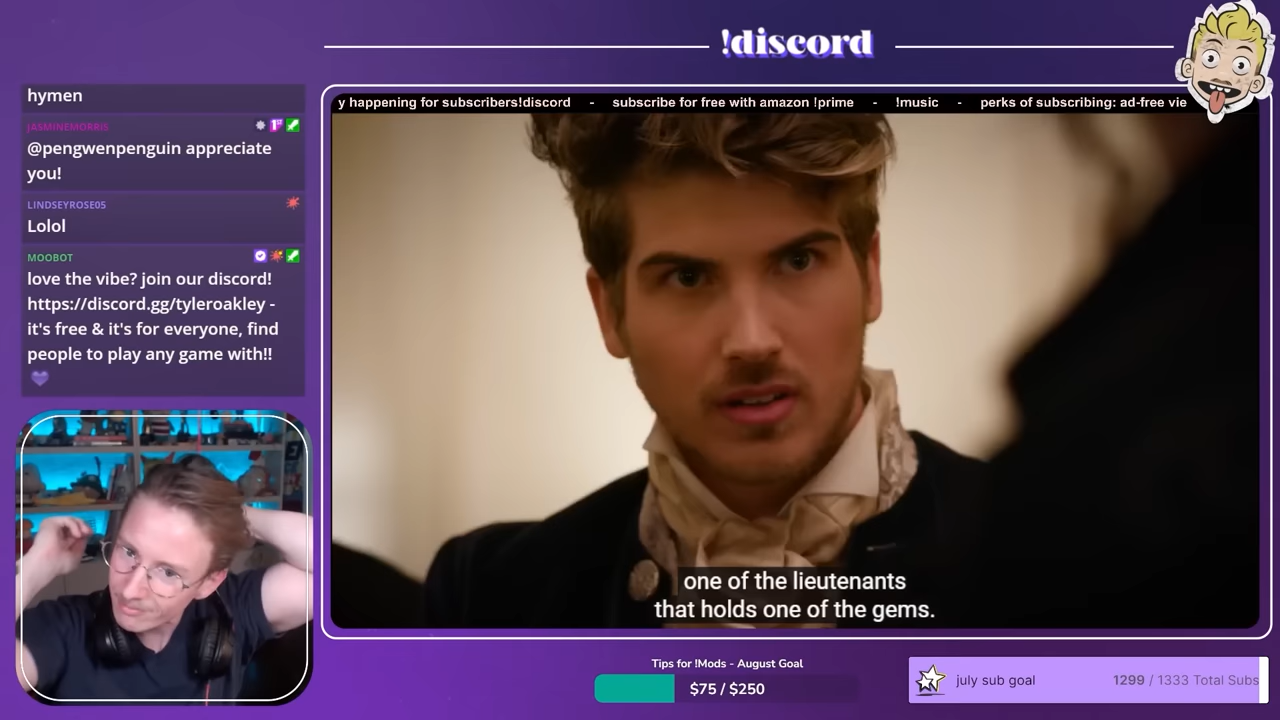 !discord
y happening for subscribers!discord - subscribe for free with amazon !prime - !music - perks of subscribing: ad-free vie
hymen
JASMINEMORRIS
@pengwenpenguin appreciate
you!
LINDSEYROSE05
Lolol
MOOBOT
love the vibe? join our discord!
https://discord.gg/tyleroakley -
it's free & it's for everyone, find
people to play any game with!!
one of the lieutenants
that holds one of the gems.
Tips for !Mods - August Goal
$75 / $250
july sub goal 1299 / 1333 Total Subs